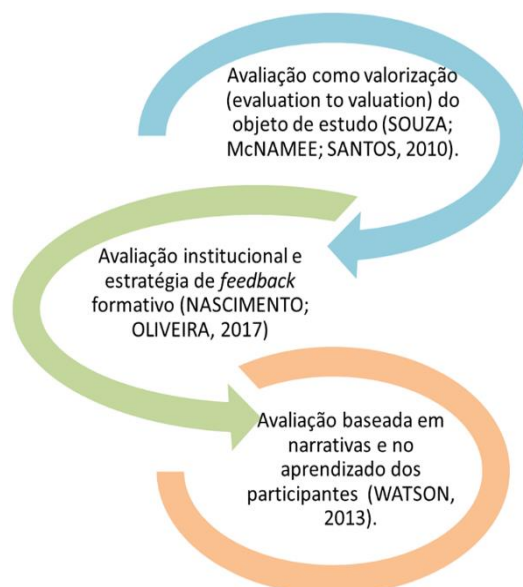 Avaliação como valorização
(evaluation to valuation) do
objeto de estudo (SOUZA;
McNAMEE; SANTOS, 2010).
Avaliação institucional e
estratégia de feedback
formativo (NASCIMENTO;
OLIVEIRA, 2017)
Avaliação baseada em
narrativas e no
aprendizado dos
participantes (WATSON,
2013).